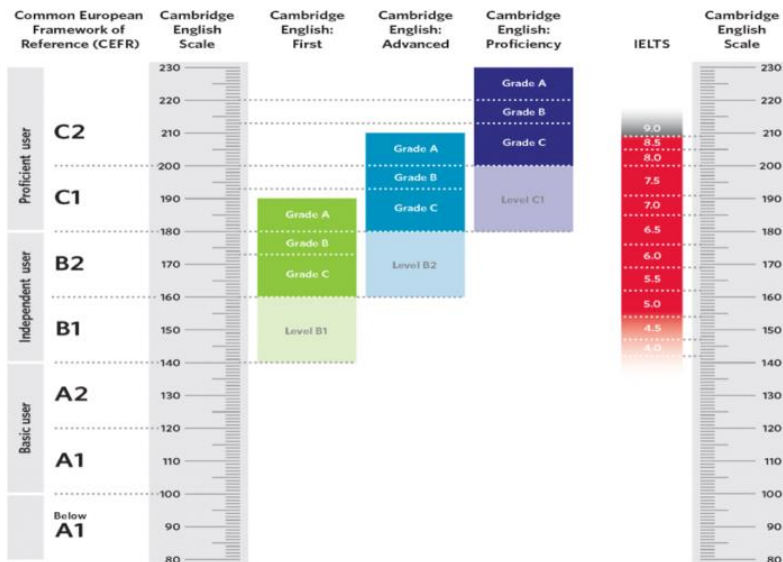 Common European
Framework of
Reference (CEFR)
Cambridge
English
Scale
Cambridge
English:
First
Cambridge
English:
Advanced
Cambridge
English:
Proficiency
IELTS
Cambridge
English
Scale
Proficient user
C2
C1
Independent user
B2
B1
Basic user
A2
A1
Below
A1
230
220
210
200
190
180
170
160
150
140
130
120
110
100
90
80
Grade A
Grade B
Grade C
Level B1
Grade A
Grade B
Grade C
Level B2
Grade A
Grade B
Grade C
Level C1
9.0
8.5
8.0
7.5
7.0
6.5
6.0
5.5
5.0
4.5
4.0
230
220
210
200
190
180
170
160
150
140
130
120
110
100
90
80